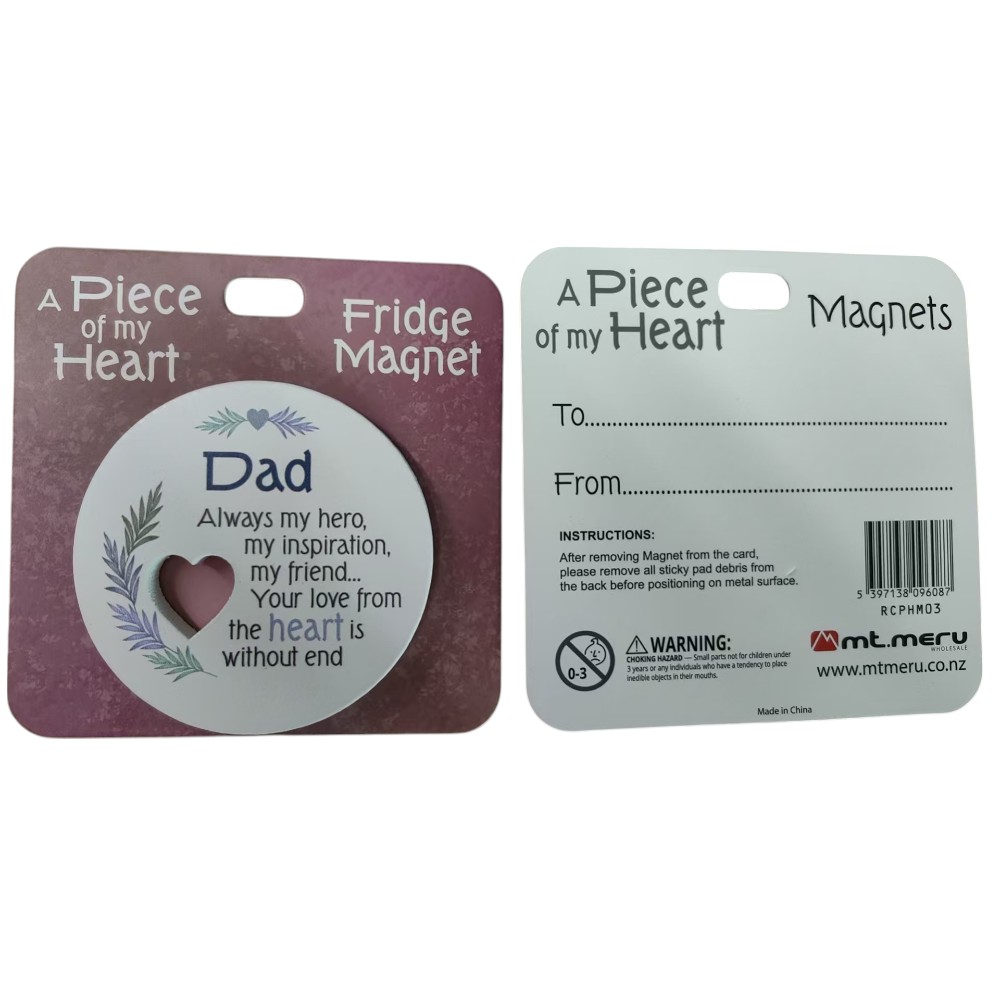 A Piece
of my
Heart
Fridge
Magnet
Dad
Always my hero,
my inspiration,
my friend...
Your love from
the heart is
without end
A Piece
of my Heart
Magnets
To................................................................
From...........................................................
INSTRUCTIONS:
After removing Magnet from the card,
please remove all sticky pad debris from
the back before positioning on metal surface.
5 397138 096087
RCPHM03
0-3
WARNING:
CHOKING HAZARD — Small parts not for children under
3 years or any individuals who have a tendency to place
inedible objects in their mouths.
mt.meru
WHOLESALE
www.mtmeru.co.nz
Made in China